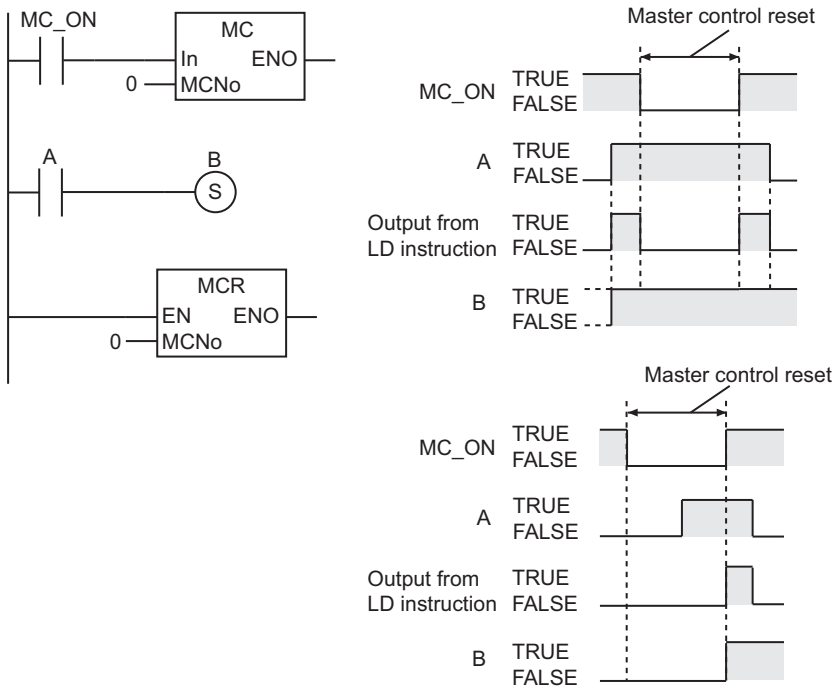 MC_ON
MC
In ENO
0 MCNo
A
B
S
MCR
EN ENO
0 MCNo
Master control reset
MC_ON TRUE
FALSE
A TRUE
FALSE
Output from TRUE
LD instruction FALSE
B TRUE
FALSE
Master control reset
MC_ON TRUE
FALSE
A TRUE
FALSE
Output from TRUE
LD instruction FALSE
B TRUE
FALSE